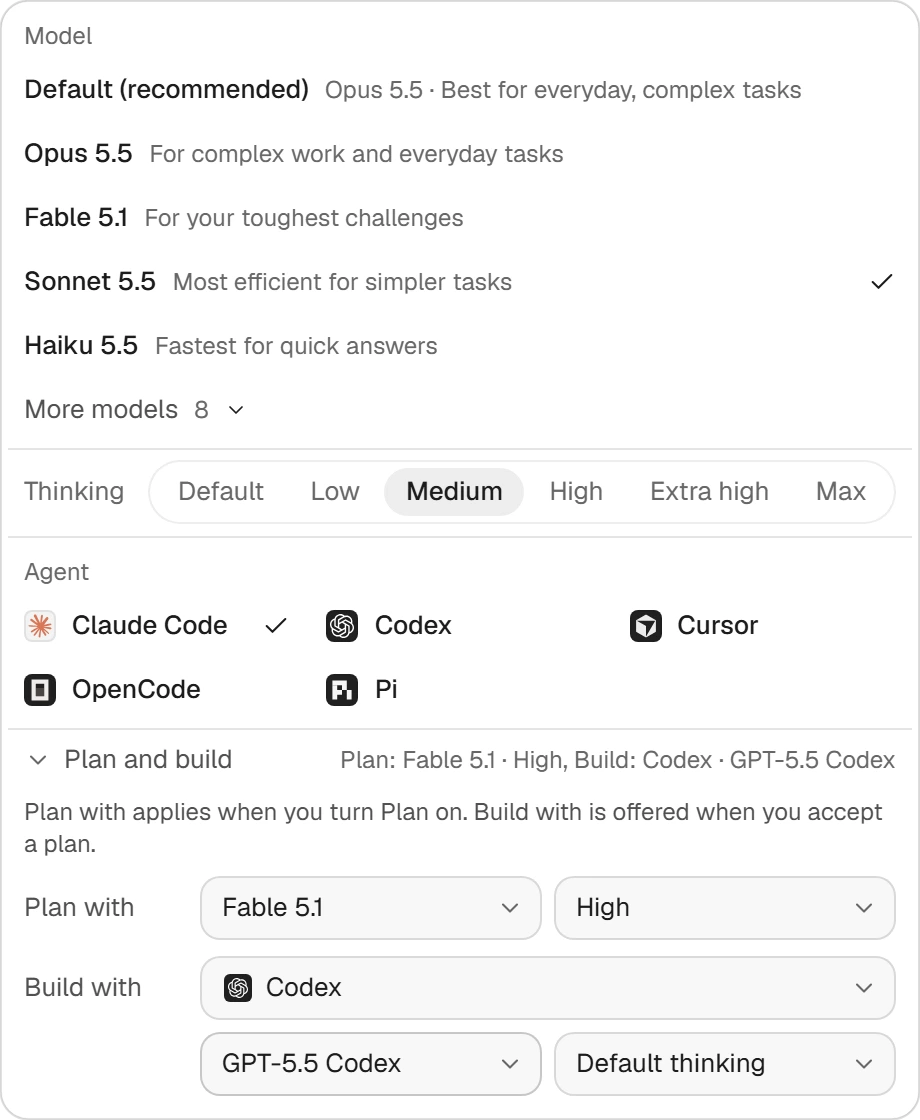 Model
Default (recommended) Opus 5.5 · Best for everyday, complex tasks
Opus 5.5 For complex work and everyday tasks
Fable 5.1 For your toughest challenges
Sonnet 5.5 Most efficient for simpler tasks
Haiku 5.5 Fastest for quick answers
More models 8
Thinking Default Low Medium High Extra high Max
Agent
Claude Code Codex Cursor
OpenCode Pi
Plan and build Plan: Fable 5.1 · High, Build: Codex · GPT-5.5 Codex
Plan with applies when you turn Plan on. Build with is offered when you accept
a plan.
Plan with Fable 5.1 High
Build with Codex
GPT-5.5 Codex Default thinking